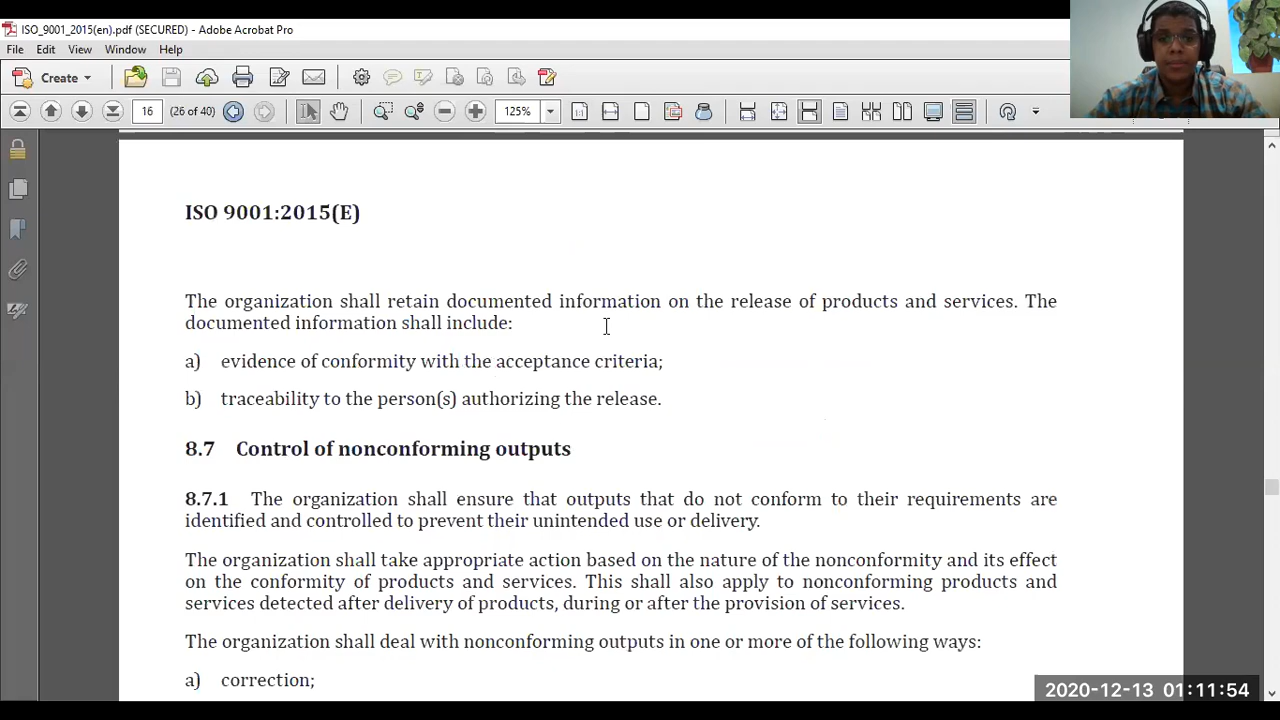 ISO_9001_2015(en).pdf (SECURED) - Adobe Acrobat Pro
File Edit View Window Help
Create
16 (26 of 40) 125%
ISO 9001:2015(E)
The organization shall retain documented information on the release of products and services. The
documented information shall include:
a) evidence of conformity with the acceptance criteria;
b) traceability to the person(s) authorizing the release.
8.7 Control of nonconforming outputs
8.7.1 The organization shall ensure that outputs that do not conform to their requirements are
identified and controlled to prevent their unintended use or delivery.
The organization shall take appropriate action based on the nature of the nonconformity and its effect
on the conformity of products and services. This shall also apply to nonconforming products and
services detected after delivery of products, during or after the provision of services.
The organization shall deal with nonconforming outputs in one or more of the following ways:
a) correction;
2020-12-13 01:11:54